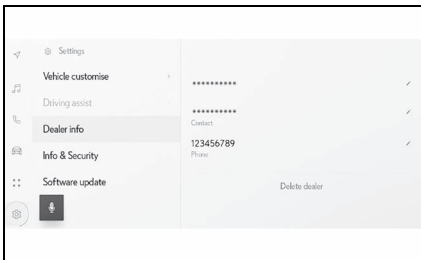 Settings
Vehicle customise
Driving assist
Dealer info
Info & Security
Software update
**********
**********
Contact
123456789
Phone
Delete dealer